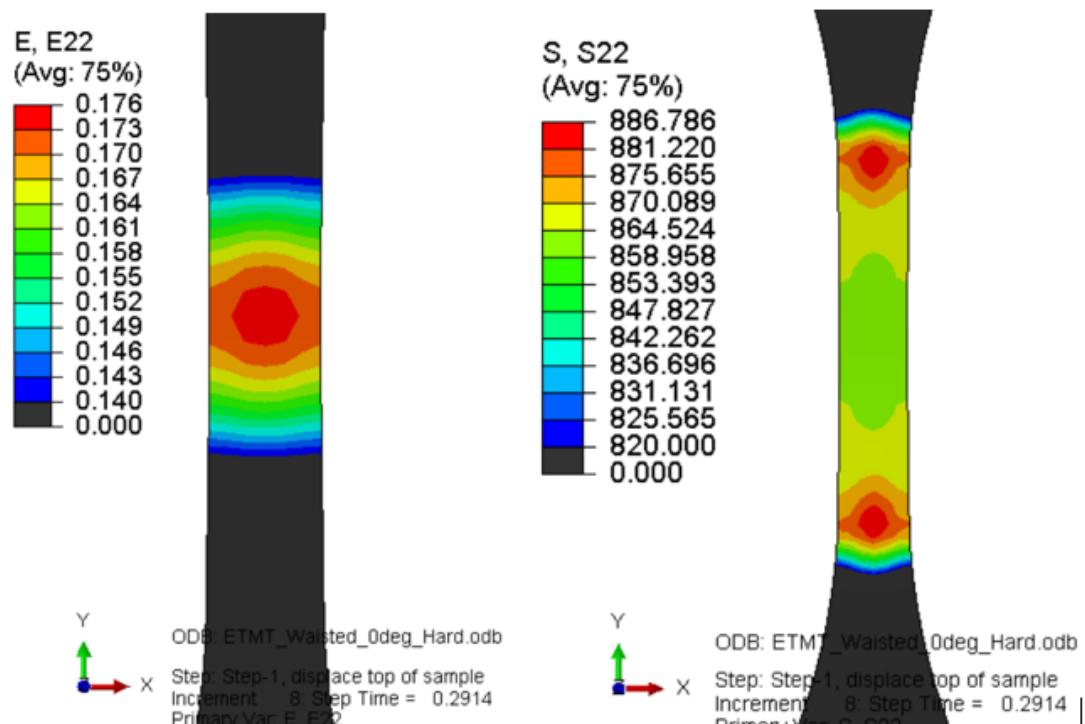 E, E22
(Avg: 75%)
0.176
0.173
0.170
0.167
0.164
0.161
0.158
0.155
0.152
0.149
0.146
0.143
0.140
0.000
Y
X
ODB: ETMT_Waisted_0deg_Hard.odb
Step: Step-1, displace top of sample
Increment 8: Step Time = 0.2914
Primary Var: E, E22
S, S22
(Avg: 75%)
886.786
881.220
875.655
870.089
864.524
858.958
853.393
847.827
842.262
836.696
831.131
825.565
820.000
0.000
Y
X
ODB: ETMT_Waisted_0deg_Hard.odb
Step: Step-1, displace top of sample
Increment 8: Step Time = 0.2914
Primary Var: S, S22